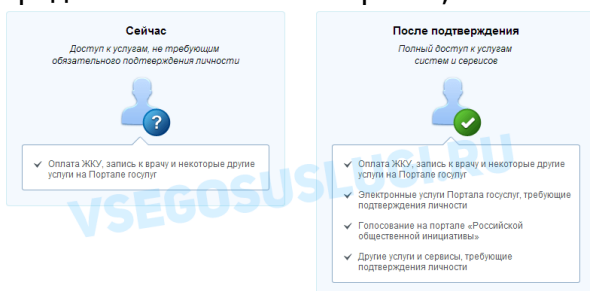 Сейчас
Доступ к услугам, не требующим
обязательного подтверждения личности
?
Оплата ЖКУ, запись к врачу и некоторые другие
услуги на Портале госуслуг
После подтверждения
Полный доступ к услугам
систем и сервисов
Оплата ЖКУ, запись к врачу и некоторые другие
услуги на Портале госуслуг
Электронные услуги Портала госуслуг, требующие
подтверждения личности
Голосование на портале «Российской
общественной инициативы»
Другие услуги и сервисы, требующие
подтверждения личности
VSEGOSUSLUGI.RU